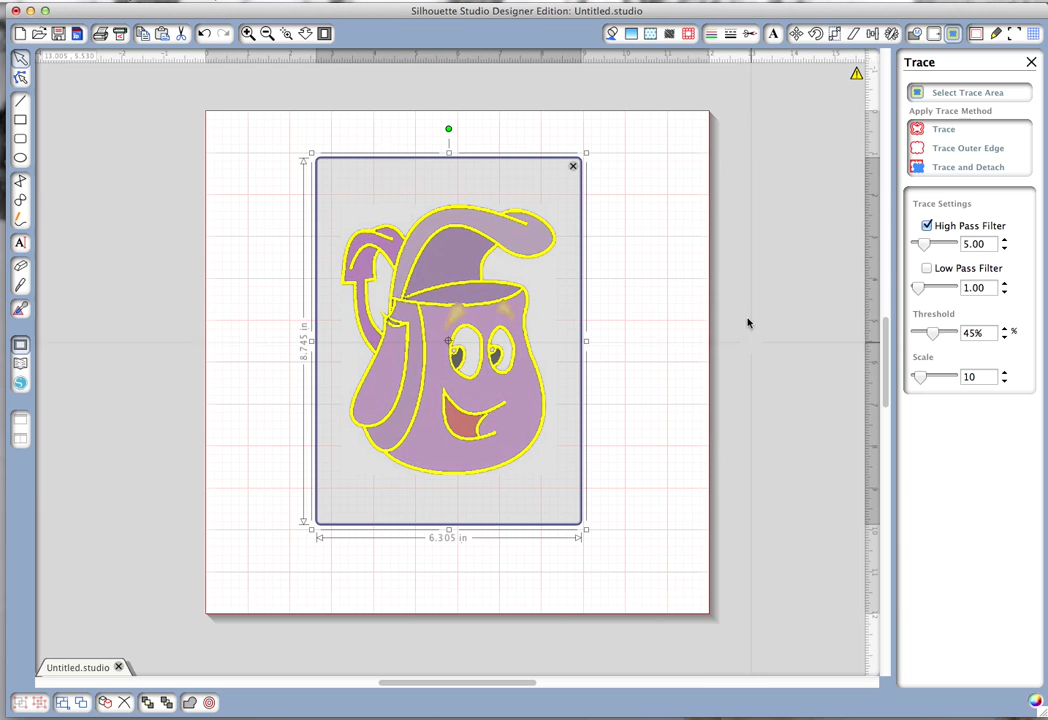 Silhouette Studio Designer Edition: Untitled.studio
13.005, 5.530
Trace
Select Trace Area
Apply Trace Method
Trace
Trace Outer Edge
Trace and Detach
Trace Settings
High Pass Filter
5.00
Low Pass Filter
1.00
Threshold
45% %
Scale
10
8.745 in
6.305 in
Untitled.studio